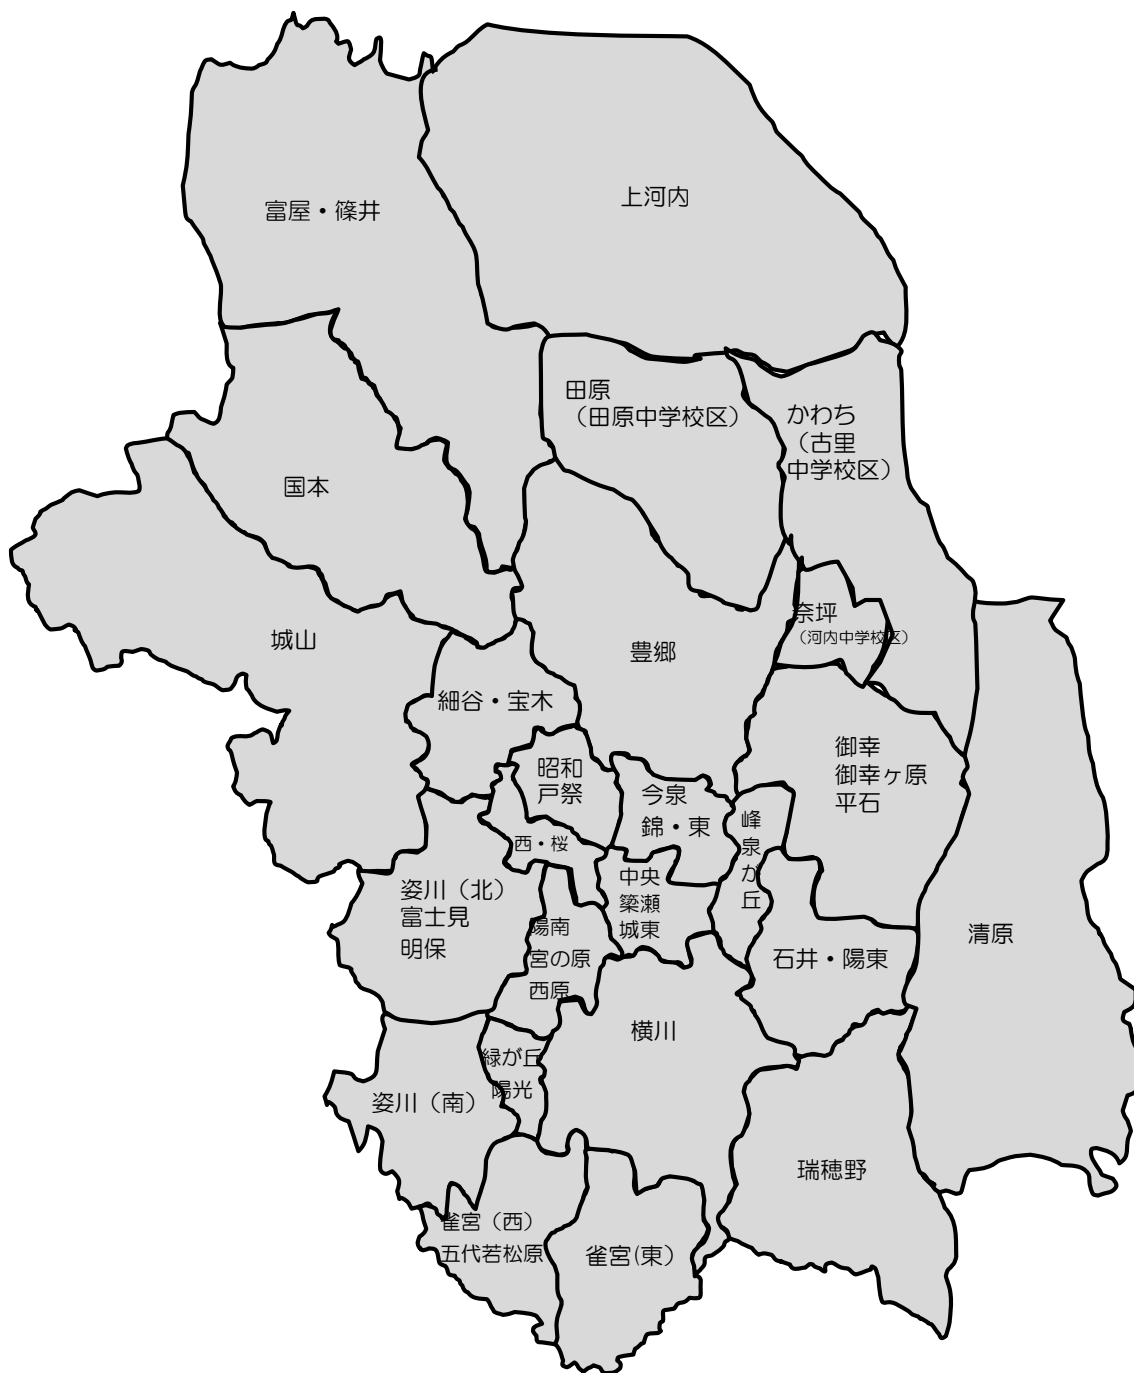 上河内
富屋・篠井
田原
（田原中学校区）
かわち
（古里
中学校区）
国本
奈坪
（河内中学校区）
城山
豊郷
細谷・宝木
御幸
御幸ヶ原
平石
昭和
戸祭
今泉
錦・東
峰
泉
が
丘
西・桜
中央
簗瀬
城東
姿川（北）
富士見
明保
陽南
宮の原
西原
清原
石井・陽東
横川
緑が丘
陽光
姿川（南）
瑞穂野
雀宮（西）
五代若松原
雀宮(東）